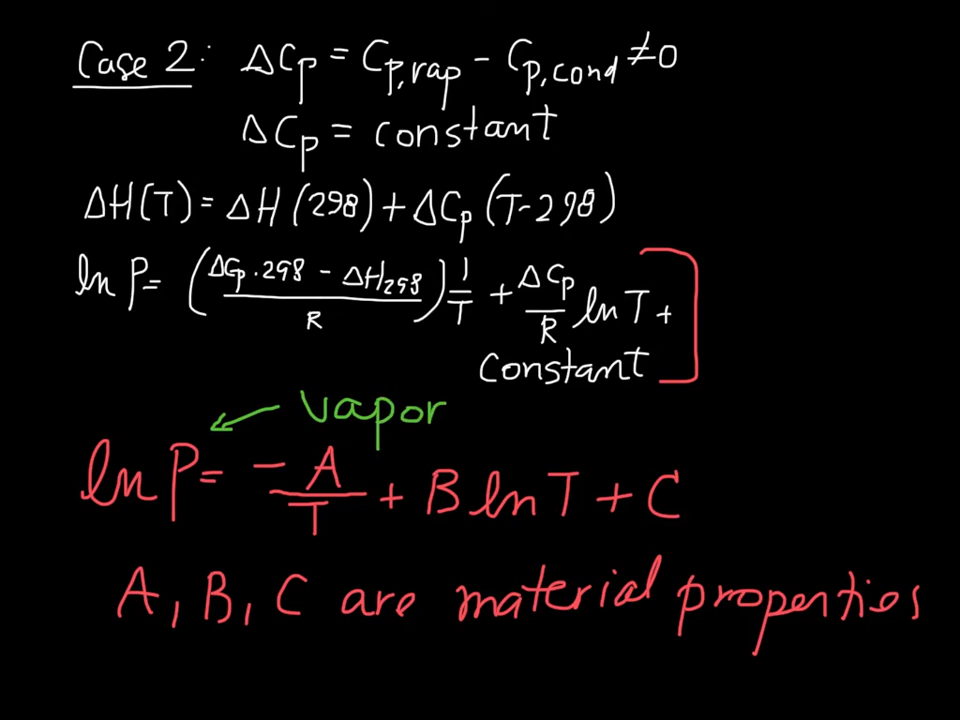 Case 2: ΔCp = Cp,vap - Cp,cond ≠0
ΔCp = constant
ΔH(T) = ΔH(298) + ΔCp (T-298)
ln P = (ΔCp · 298 - ΔH298 / R) 1/T + ΔCp/R ln T +
constant
vapor
ln P = - A/T + B ln T + C
A, B, C are material properties